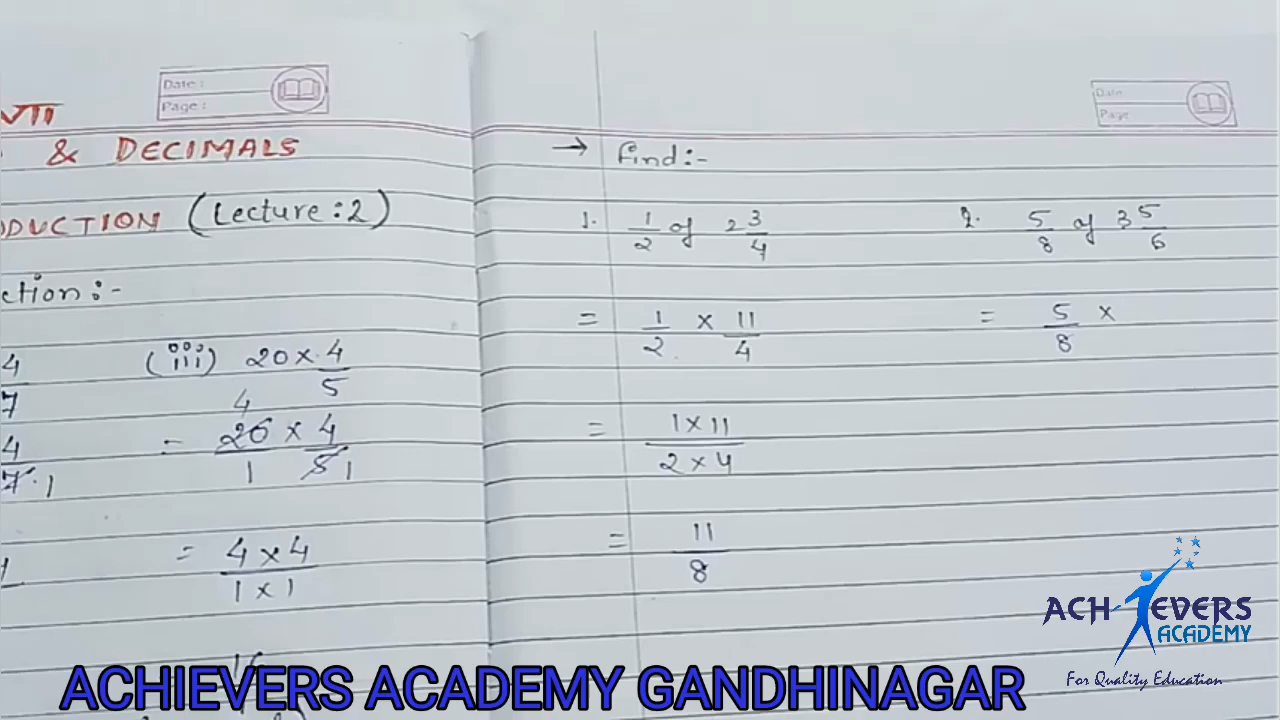 Date :
Page :
VII
& DECIMALS
ODUCTION (Lecture : 2)
ction :-
4
7
(iii) 20 × 4/5
4
4
7 1
= 20/1 × 4/5 1
= 4 × 4 / 1 × 1
1
16
Date
Page
→ Find :-
1. 1/2 of 2 3/4
= 1/2 × 11/4
= 1 × 11 / 2 × 4
= 11/8
2. 5/8 of 3 5/6
= 5/8 ×
ACHIEVERS
ACADEMY
For Quality Education
ACHIEVERS ACADEMY GANDHINAGAR